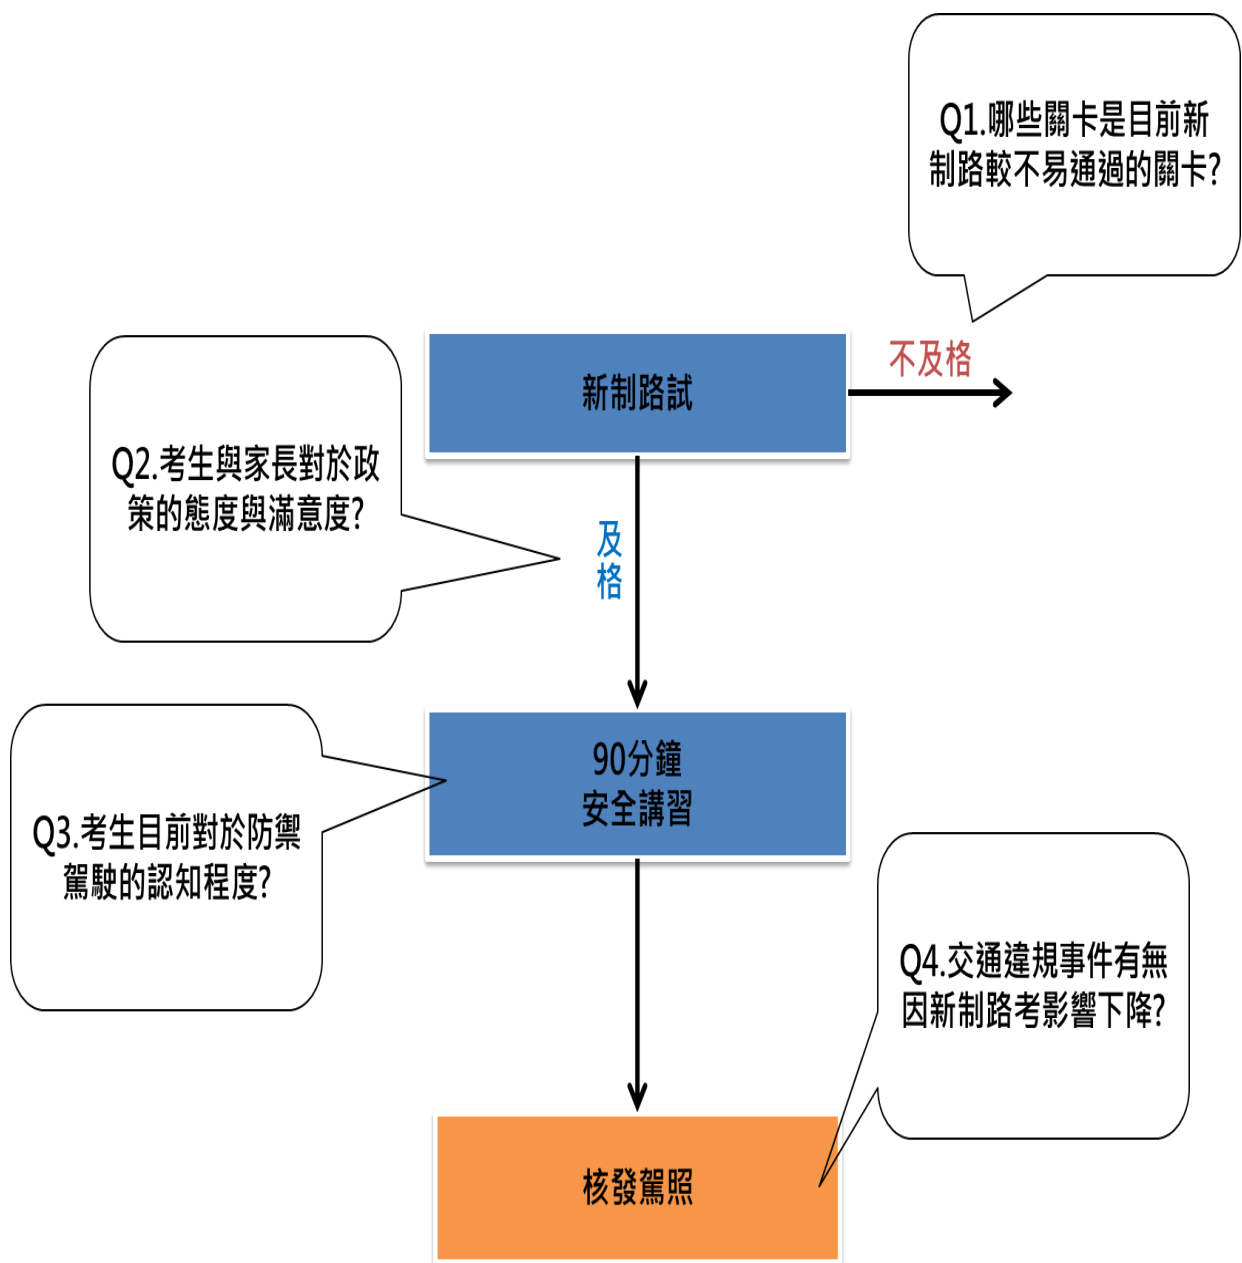 Q1.哪些關卡是目前新
制路較不易通過的關卡?
新制路試
不及格
Q2.考生與家長對於政
策的態度與滿意度?
及
格
90分鐘
安全講習
Q3.考生目前對於防禦
駕駛的認知程度?
Q4.交通違規事件有無
因新制路考影響下降?
核發駕照